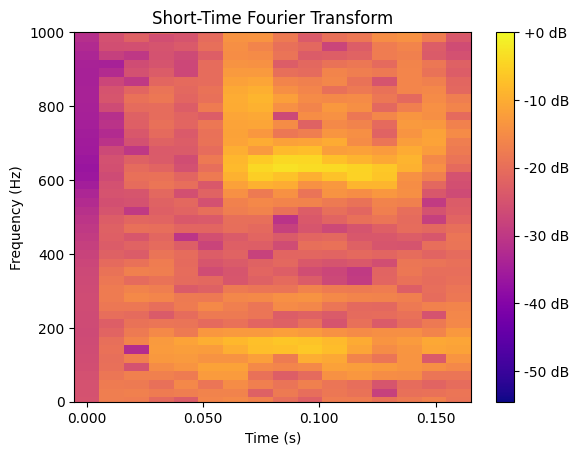 Short-Time Fourier Transform
1000
800
600
400
200
0
Frequency (Hz)
0.000
0.050
0.100
0.150
Time (s)
+0 dB
-10 dB
-20 dB
-30 dB
-40 dB
-50 dB